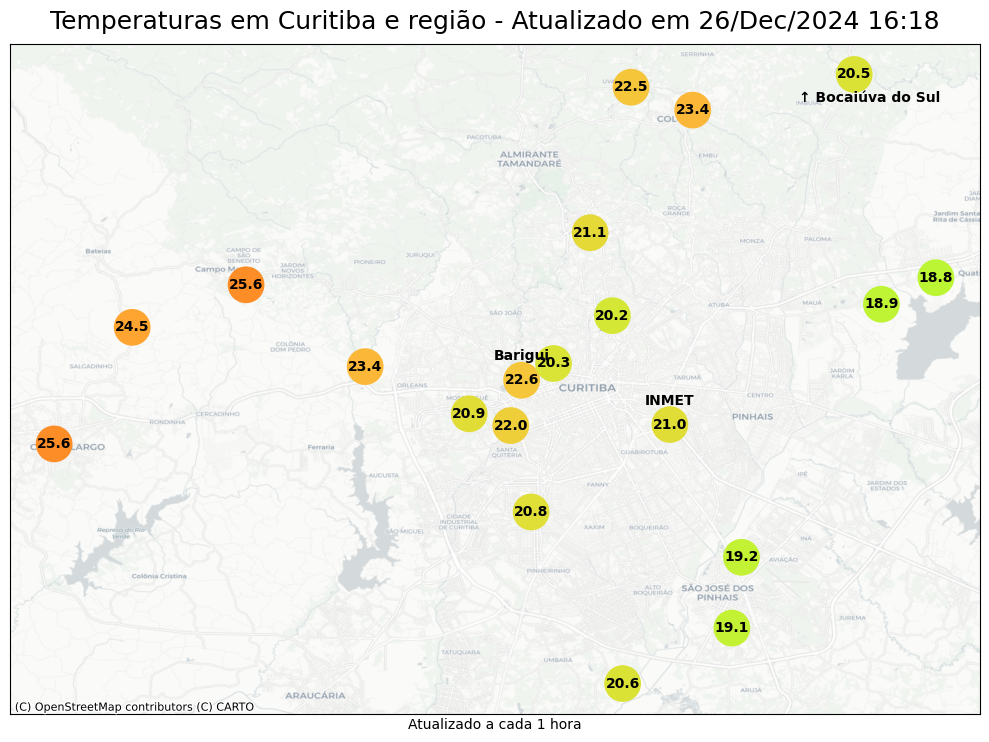 Temperaturas em Curitiba e região - Atualizado em 26/Dec/2024 16:18
SERRINHA
20.5
22.5
↑ Bocaiúva do Sul
23.4
PACOTUBA
ALMIRANTE
TAMANDARÉ
EMBU
ROÇA
GRANDE
Jardim Santa
Rita de Cássia
21.1
MONZA
PALOMA
Bateias
CAMPO DE
SÃO
BENEDITO
JURUQUI
PIONEIRO
JARDIM
NOVOS
HORIZONTES
Campo
18.8
25.6
ATUBA
MAUÁ
18.9
SÃO JOÃO
20.2
24.5
COLÔNIA
DOM PEDRO
Barigui
20.3
SALGADINHO
23.4
22.6
TARUMÃ
JARDIM
KARLA
ORLEANS
CURITIBA
CENTRO
INMET
20.9
CERCADINHO
PINHAIS
RONDINHA
22.0
21.0
25.6
LARGO
Ferraria
SANTA
QUITÉRIA
GUABIROTUBA
AUGUSTA
IPÊ
FANNY
JARDIM DOS
ESTADOS
20.8
CIDADE
INDUSTRIAL
DE CURITIBA
XAXIM
BOQUEIRÃO
Represa do Rio
Verde
SÃO MIGUEL
INÁ
19.2
AVIAÇÃO
PINHEIRINHO
Colônia Cristina
ALTO
BOQUEIRÃO
SÃO JOSÉ DOS
PINHAIS
JUREMA
19.1
TATUQUARA
UMBARÁ
20.6
ARUJÁ
ARAUCÁRIA
(C) OpenStreetMap contributors (C) CARTO
Atualizado a cada 1 hora